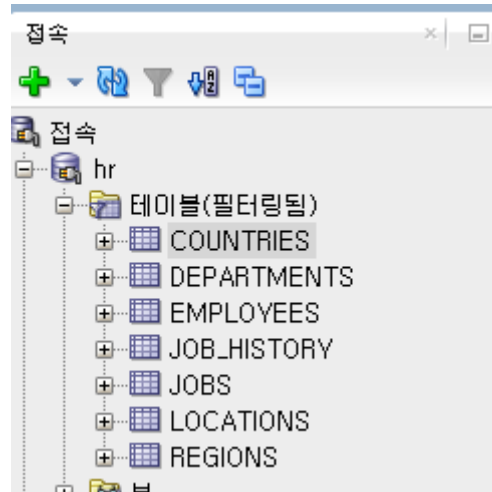 접속
접속
hr
테이블(필터링됨)
COUNTRIES
DEPARTMENTS
EMPLOYEES
JOB_HISTORY
JOBS
LOCATIONS
REGIONS